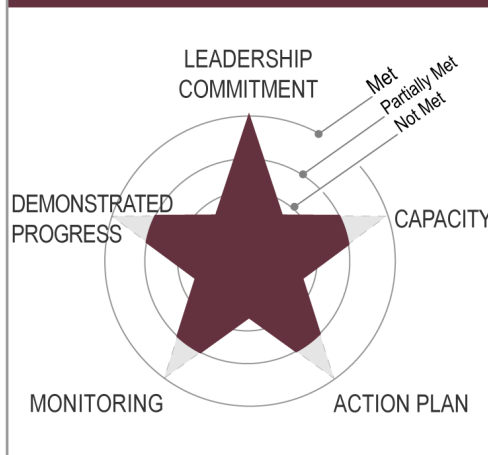 LEADERSHIP
COMMITMENT
Met
Partially Met
Not Met
DEMONSTRATED
PROGRESS
CAPACITY
MONITORING
ACTION PLAN